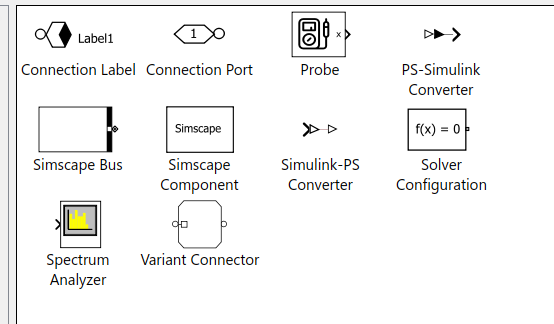 Label1
1
x
Connection Label
Connection Port
Probe
PS-Simulink
Converter
Simscape
f(x) = 0
Simscape Bus
Simscape
Component
Simulink-PS
Converter
Solver
Configuration
Spectrum
Analyzer
Variant Connector